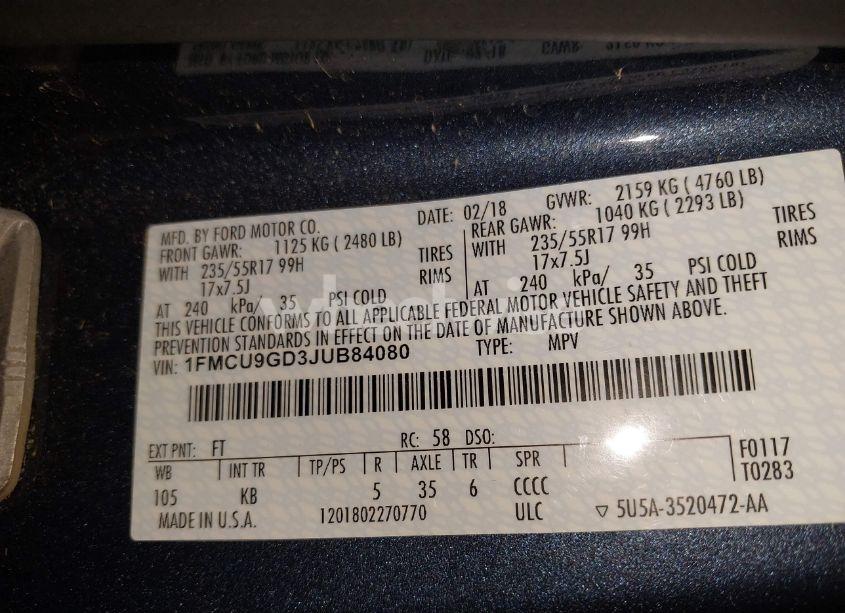 MFD. BY FORD MOTOR CO.
DATE: 02/18
GVWR: 2159 KG ( 4760 LB)
FRONT GAWR: 1125 KG ( 2480 LB)
REAR GAWR: 1040 KG ( 2293 LB)
WITH 235/55R17 99H TIRES
WITH 235/55R17 99H TIRES
17x7.5J RIMS
17x7.5J RIMS
AT 240 kPa/ 35 PSI COLD
AT 240 kPa/ 35 PSI COLD
THIS VEHICLE CONFORMS TO ALL APPLICABLE FEDERAL MOTOR VEHICLE SAFETY AND THEFT
PREVENTION STANDARDS IN EFFECT ON THE DATE OF MANUFACTURE SHOWN ABOVE.
VIN: 1FMCU9GD3JUB84080
TYPE: MPV
EXT PNT: FT
RC: 58 DSO:
F0117
WB INT TR TP/PS R AXLE TR SPR
T0283
105 KB 5 35 6 CCCC
MADE IN U.S.A. 1201802270770 ULC
▽ 5U5A-3520472-AA